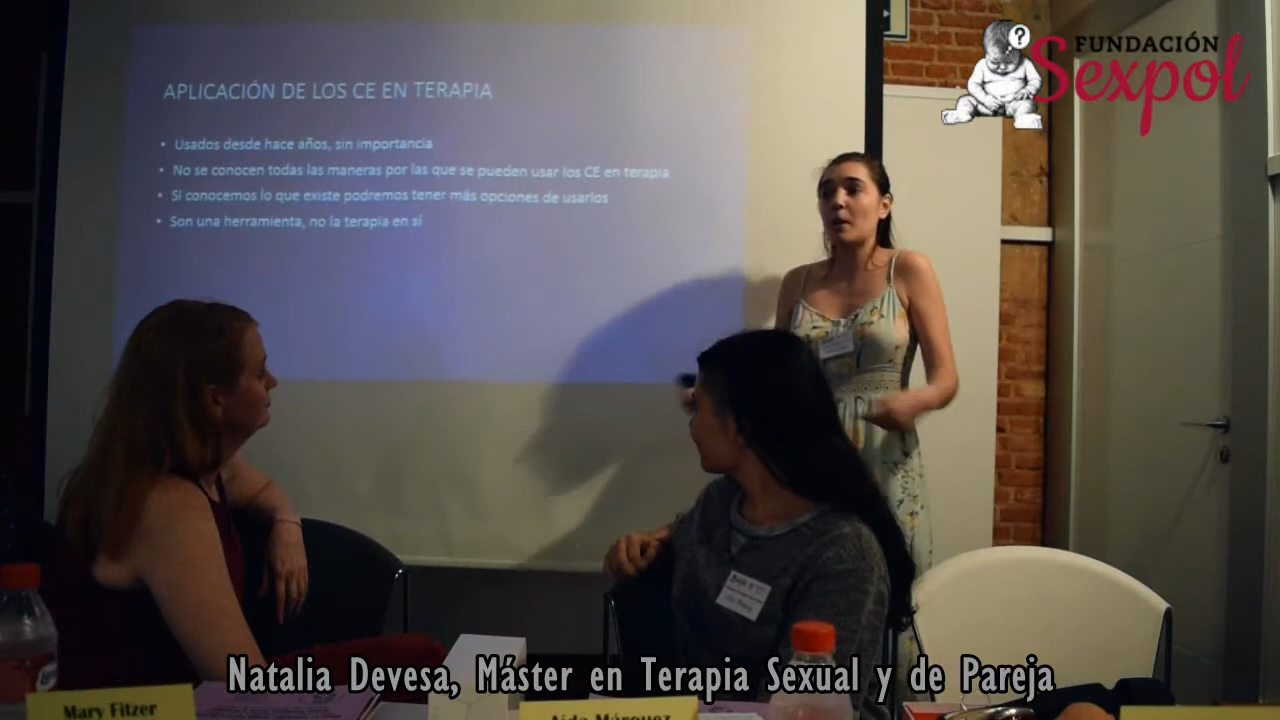 FUNDACIÓN
Sexpol
?
APLICACIÓN DE LOS CE EN TERAPIA
• Usados desde hace años, sin importancia
• No se conocen todas las maneras por las que se pueden usar los CE en terapia
• Si conocemos lo que existe podremos tener más opciones de usarlos
• Son una herramienta, no la terapia en sí
Natalia Devesa, Máster en Terapia Sexual y de Pareja
Mary Fitzer
Aída Márquez